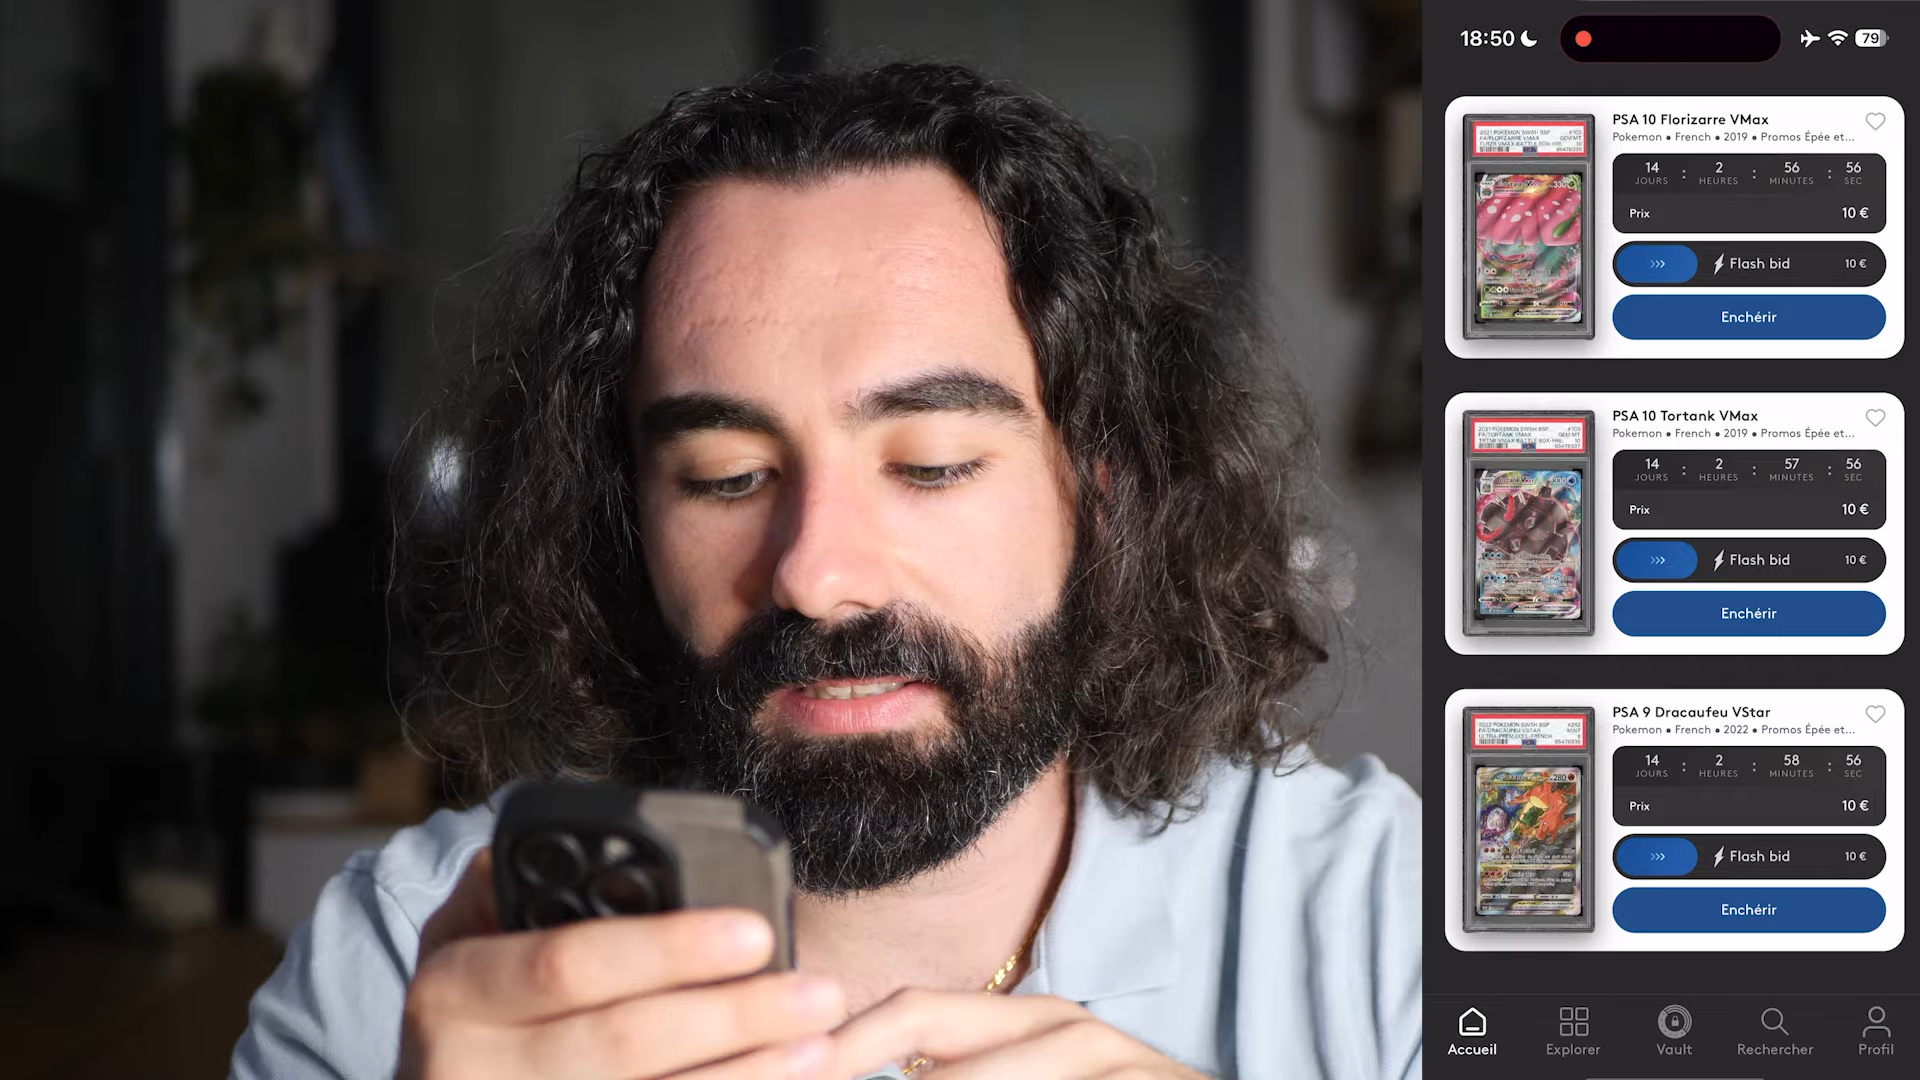 18:50
79
PSA 10 Florizarre VMax
Pokemon • French • 2019 • Promos Épée et...
14 : 2 : 56 : 56
JOURS HEURES MINUTES SEC
Prix 10 €
Flash bid 10 €
Enchérir
PSA 10 Tortank VMax
Pokemon • French • 2019 • Promos Épée et...
14 : 2 : 57 : 56
JOURS HEURES MINUTES SEC
Prix 10 €
Flash bid 10 €
Enchérir
PSA 9 Dracaufeu VStar
Pokemon • French • 2022 • Promos Épée et...
14 : 2 : 58 : 56
JOURS HEURES MINUTES SEC
Prix 10 €
Flash bid 10 €
Enchérir
Accueil Explorer Vault Rechercher Profil